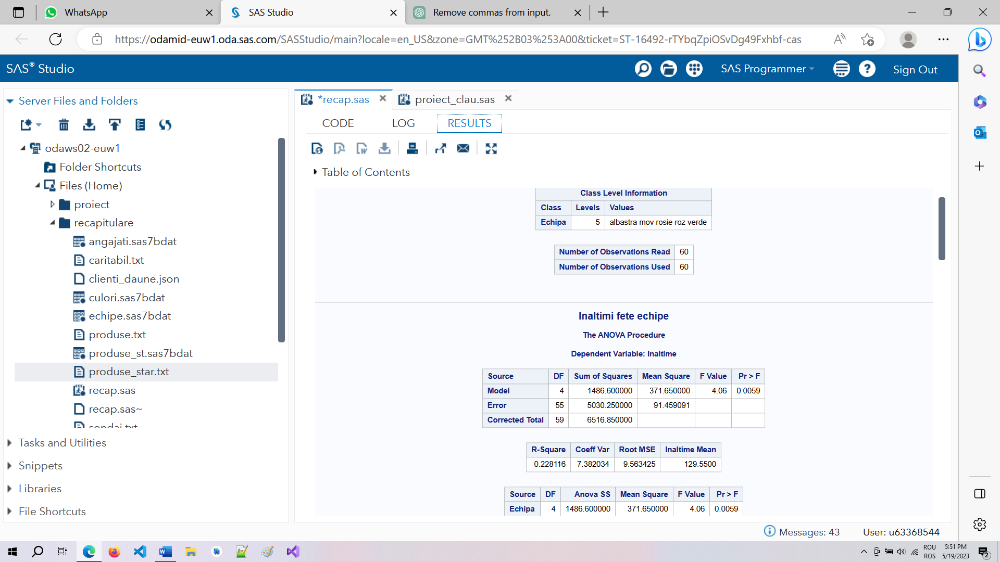 WhatsApp
SAS Studio
Remove commas from input.
https://odamid-euw1.oda.sas.com/SASStudio/main?locale=en_US&zone=GMT%252B03%253A00&ticket=ST-16492-rTYbqZpiOSvDg49Fxhbf-cas
SAS® Studio
SAS Programmer
Sign Out
Server Files and Folders
odaws02-euw1
Folder Shortcuts
Files (Home)
proiect
recapitulare
angajati.sas7bdat
caritabil.txt
clienti_daune.json
culori.sas7bdat
echipe.sas7bdat
produse.txt
produse_st.sas7bdat
produse_star.txt
recap.sas
recap.sas~
sondaj.txt
Tasks and Utilities
Snippets
Libraries
File Shortcuts
*recap.sas
proiect_clau.sas
CODE LOG RESULTS
Table of Contents
Class Level Information
Class Levels Values
Echipa 5 albastra mov rosie roz verde
Number of Observations Read 60
Number of Observations Used 60
Inaltimi fete echipe
The ANOVA Procedure
Dependent Variable: Inaltime
Source DF Sum of Squares Mean Square F Value Pr > F
Model 4 1486.600000 371.650000 4.06 0.0059
Error 55 5030.250000 91.459091
Corrected Total 59 6516.850000
R-Square Coeff Var Root MSE Inaltime Mean
0.228116 7.382034 9.563425 129.5500
Source DF Anova SS Mean Square F Value Pr > F
Echipa 4 1486.600000 371.650000 4.06 0.0059
Messages: 43
User: u63368544
ROU
ROS
5:51 PM
5/19/2023
2